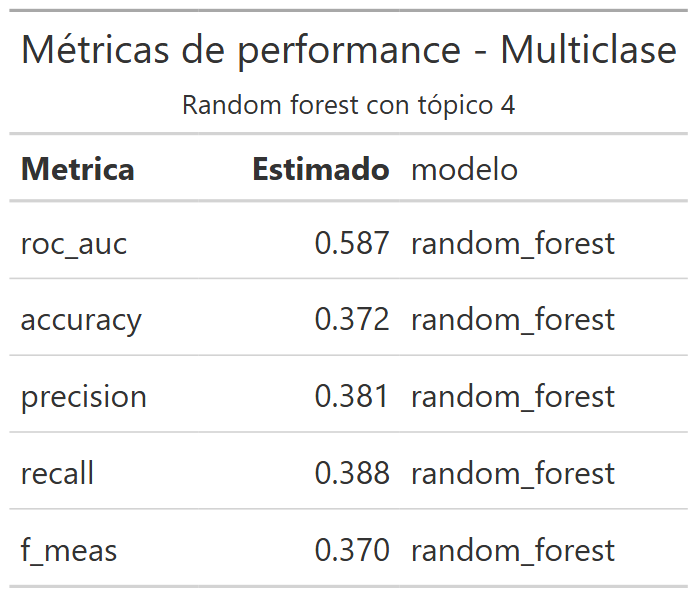 Métricas de performance - Multiclase
Random forest con tópico 4
Metrica Estimado modelo
roc_auc 0.587 random_forest
accuracy 0.372 random_forest
precision 0.381 random_forest
recall 0.388 random_forest
f_meas 0.370 random_forest